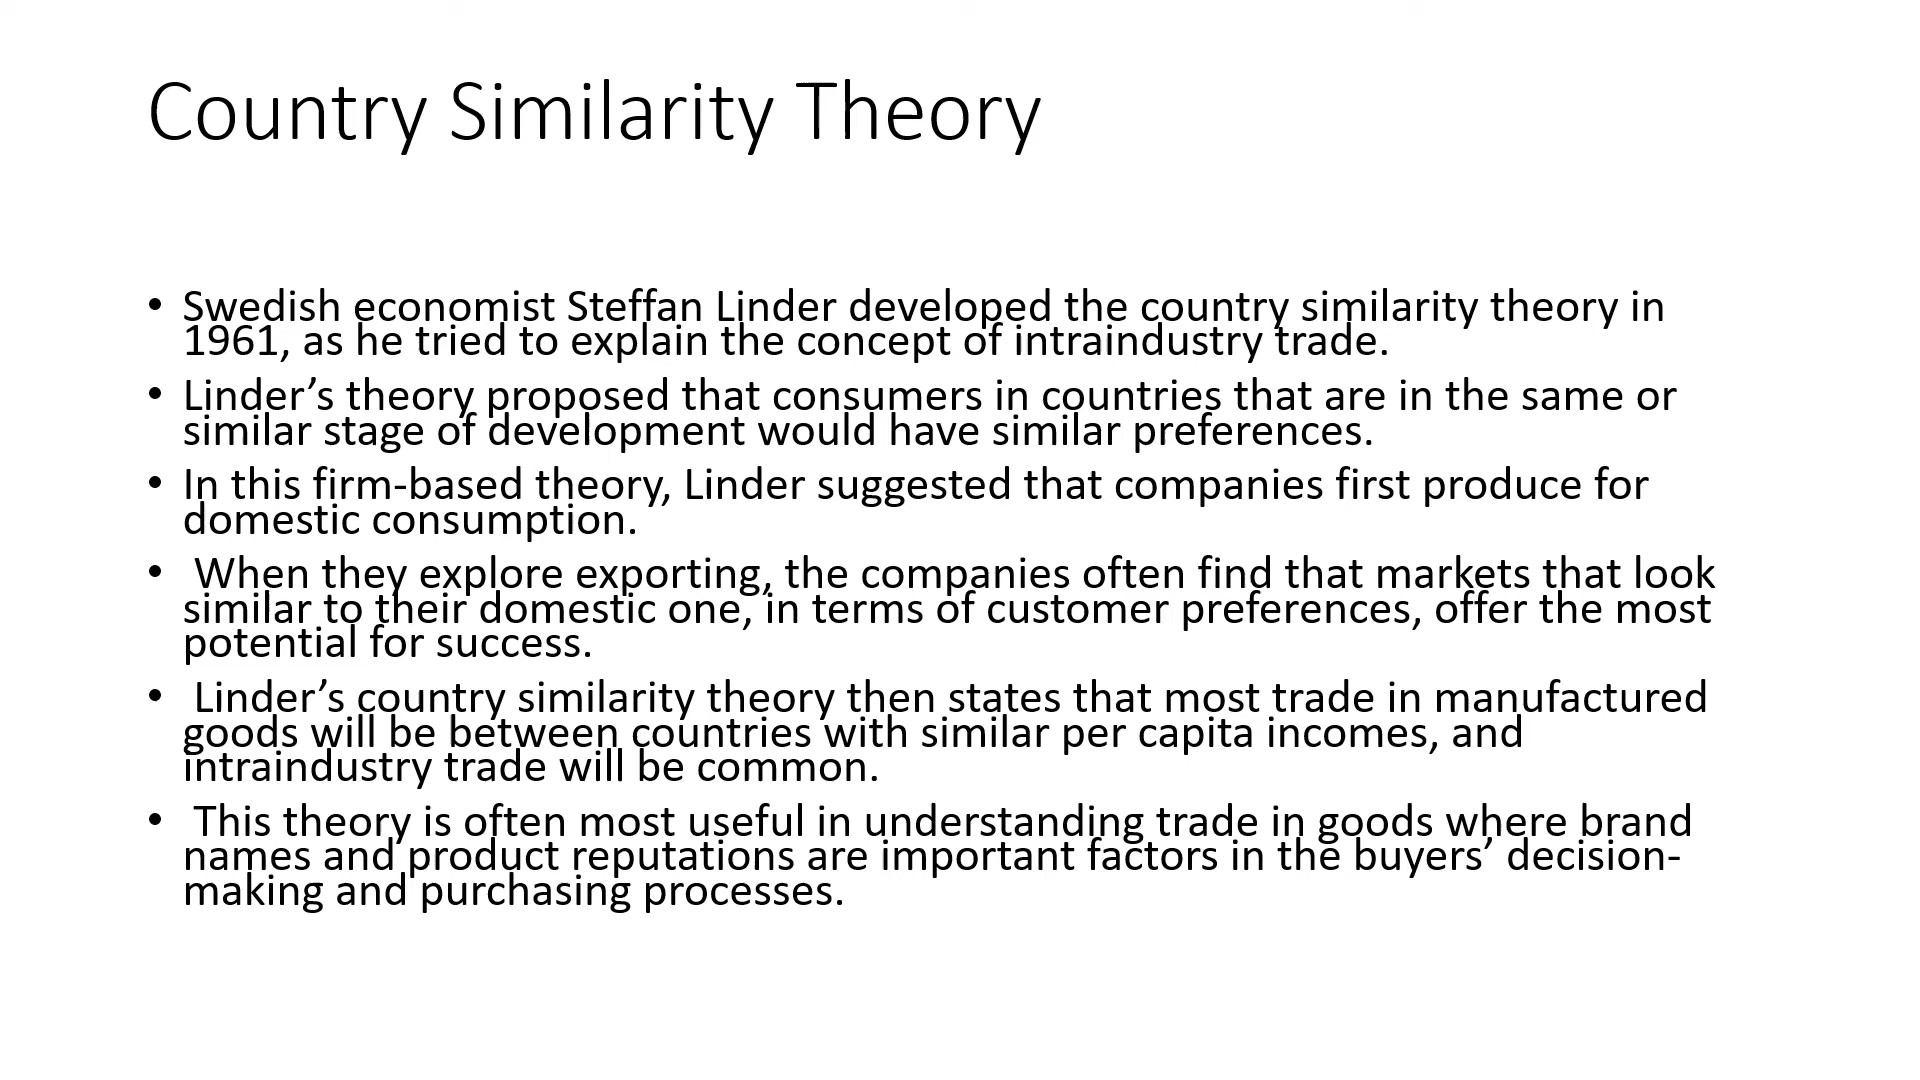 Country Similarity Theory
• Swedish economist Steffan Linder developed the country similarity theory in
1961, as he tried to explain the concept of intraindustry trade.
• Linder’s theory proposed that consumers in countries that are in the same or
similar stage of development would have similar preferences.
• In this firm-based theory, Linder suggested that companies first produce for
domestic consumption.
• When they explore exporting, the companies often find that markets that look
similar to their domestic one, in terms of customer preferences, offer the most
potential for success.
• Linder’s country similarity theory then states that most trade in manufactured
goods will be between countries with similar per capita incomes, and
intraindustry trade will be common.
• This theory is often most useful in understanding trade in goods where brand
names and product reputations are important factors in the buyers’ decision-
making and purchasing processes.